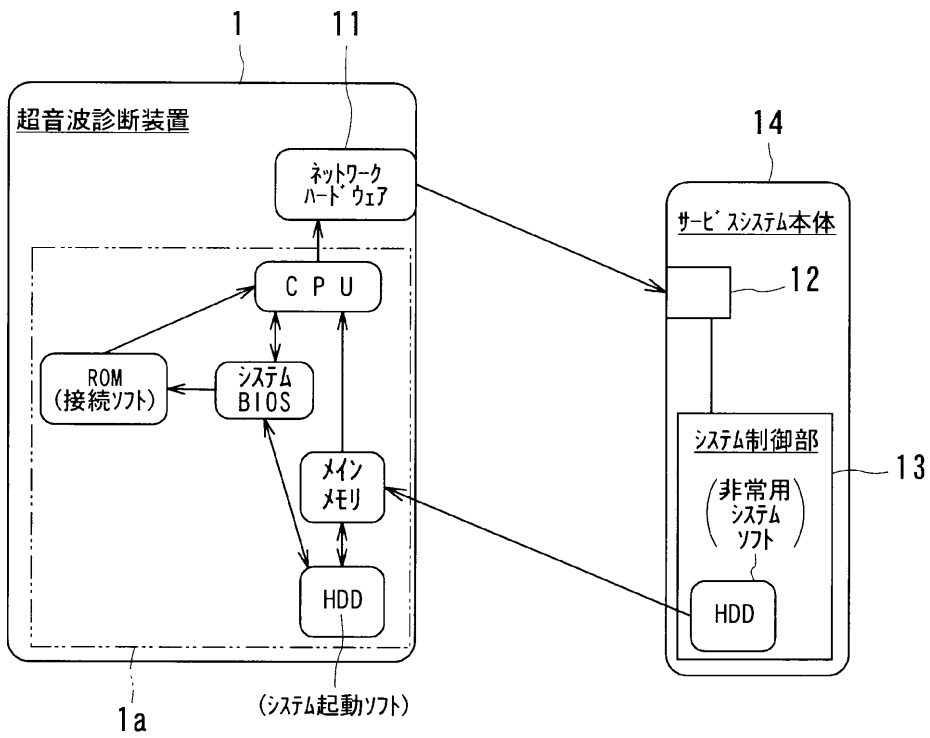 1
11
超音波診断装置
ﾈｯﾄﾜｰｸ
ﾊｰﾄﾞｳｪｱ
CPU
ROM
(接続ｿﾌﾄ)
ｼｽﾃﾑ
BIOS
ﾒｲﾝ
ﾒﾓﾘ
HDD
(ｼｽﾃﾑ起動ｿﾌﾄ)
1a
14
ｻｰﾋﾞｽｼｽﾃﾑ本体
12
ｼｽﾃﾑ制御部
13
(非常用
ｼｽﾃﾑ
ｿﾌﾄ)
HDD